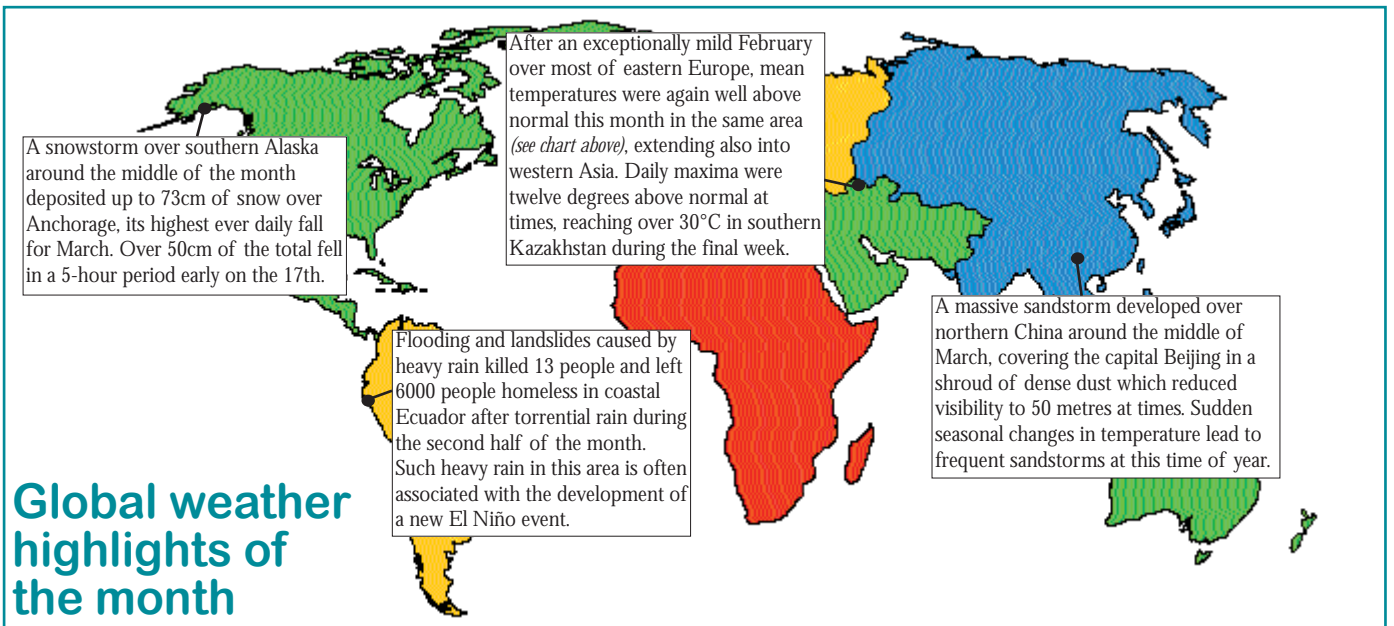 After an exceptionally mild February
over most of eastern Europe, mean
temperatures were again well above
normal this month in the same area
(see chart above), extending also into
western Asia. Daily maxima were
twelve degrees above normal at
times, reaching over 30°C in southern
Kazakhstan during the final week.
A snowstorm over southern Alaska
around the middle of the month
deposited up to 73cm of snow over
Anchorage, its highest ever daily fall
for March. Over 50cm of the total fell
in a 5-hour period early on the 17th.
A massive sandstorm developed over
northern China around the middle of
March, covering the capital Beijing in a
shroud of dense dust which reduced
visibility to 50 metres at times. Sudden
seasonal changes in temperature lead to
frequent sandstorms at this time of year.
Flooding and landslides caused by
heavy rain killed 13 people and left
6000 people homeless in coastal
Ecuador after torrential rain during
the second half of the month.
Such heavy rain in this area is often
associated with the development of
a new El Niño event.
Global weather
highlights of
the month